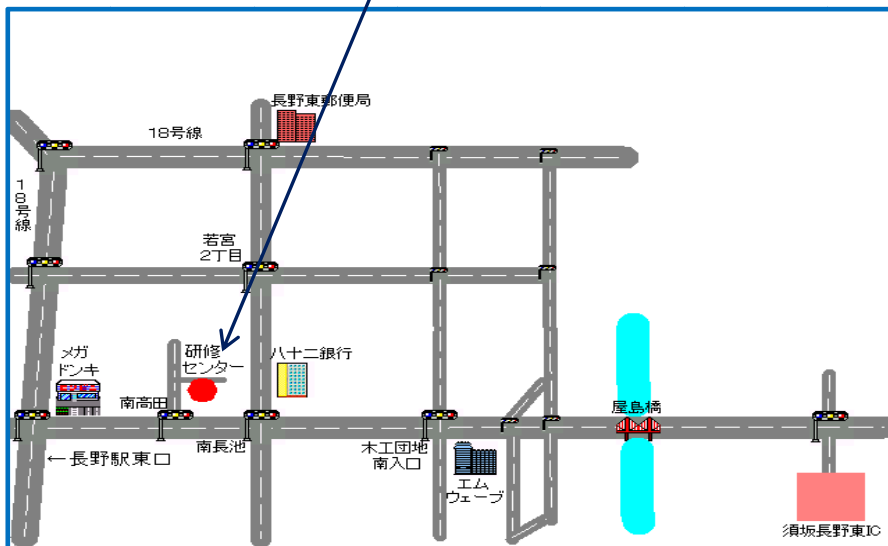 長野東郵便局
18号線
18号線
若宮
2丁目
メガ
ドンキ
研修
センター
八十二銀行
南高田
屋島橋
南長池
木工団地
南入口
←長野駅東口
エム
ウェーブ
須坂長野東IC